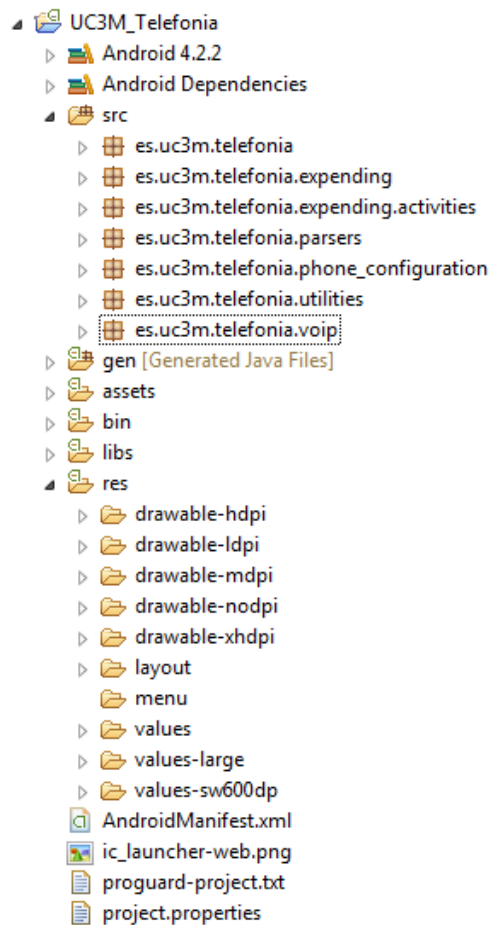 UC3M_Telefonia
Android 4.2.2
Android Dependencies
src
es.uc3m.telefonia
es.uc3m.telefonia.expending
es.uc3m.telefonia.expending.activities
es.uc3m.telefonia.parsers
es.uc3m.telefonia.phone_configuration
es.uc3m.telefonia.utilities
es.uc3m.telefonia.voip
gen [Generated Java Files]
assets
bin
libs
res
drawable-hdpi
drawable-ldpi
drawable-mdpi
drawable-nodpi
drawable-xhdpi
layout
menu
values
values-large
values-sw600dp
AndroidManifest.xml
ic_launcher-web.png
proguard-project.txt
project.properties